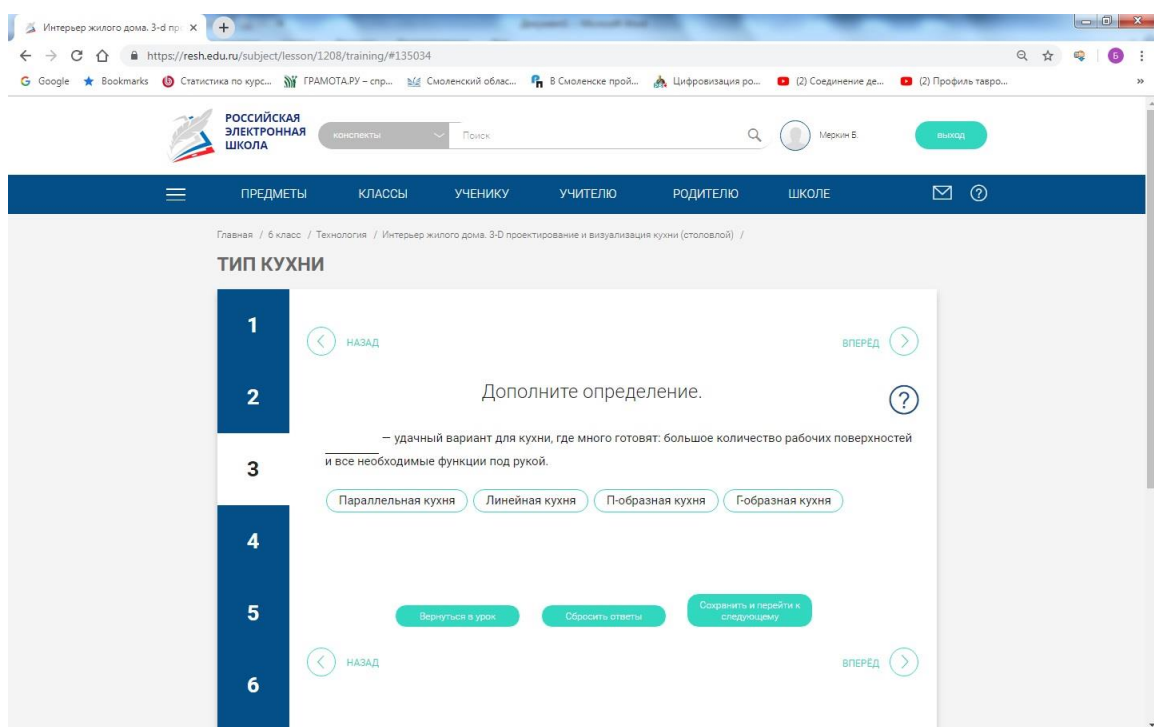 Интерьер жилого дома. 3-d пр
Документ1 - Microsoft Word
https://resh.edu.ru/subject/lesson/1208/training/#135034
Б
Google Bookmarks Статистика по курс... ГРАМОТА.РУ – спр... Смоленский облас... В Смоленске прой... Цифровизация ро... (2) Соединение де... (2) Профиль тавро... »
РОССИЙСКАЯ
ЭЛЕКТРОННАЯ
ШКОЛА
конспекты Поиск Меркин Б. выход
ПРЕДМЕТЫ КЛАССЫ УЧЕНИКУ УЧИТЕЛЮ РОДИТЕЛЮ ШКОЛЕ ?
Главная / 6 класс / Технология / Интерьер жилого дома. 3-D проектирование и визуализация кухни (столовлой) /
ТИП КУХНИ
1
НАЗАД ВПЕРЁД
2
Дополните определение.
?
— удачный вариант для кухни, где много готовят: большое количество рабочих поверхностей
и все необходимые функции под рукой.
3
Параллельная кухня Линейная кухня П-образная кухня Г-образная кухня
4
5
Вернуться в урок Сбросить ответы Сохранить и перейти к
следующему
НАЗАД ВПЕРЁД
6